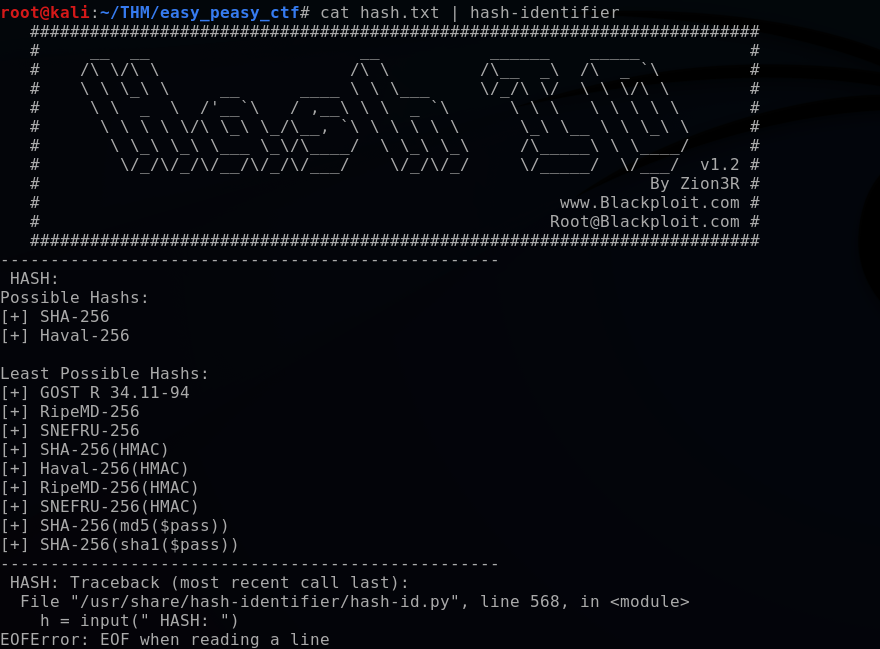 root@kali:~/THM/easy_peasy_ctf# cat hash.txt | hash-identifier
   #########################################################################
   #     __  __                     __           ______    _____           #
   #    /\ \/\ \                   /\ \         /\__  _\  /\  _ `\         #
   #    \ \ \_\ \     __      ____ \ \ \___     \/_/\ \/  \ \ \/\ \        #
   #     \ \  _  \  /'__`\   / ,__\ \ \  _ `\      \ \ \   \ \ \ \ \       #
   #      \ \ \ \ \/\ \_\ \_/\__, `\ \ \ \ \ \      \_\ \__ \ \ \_\ \      #
   #       \ \_\ \_\ \___ \_\/\____/  \ \_\ \_\     /\_____\ \ \____/      #
   #        \/_/\/_/\/__/\/_/\/___/    \/_/\/_/     \/_____/  \/___/  v1.2 #
   #                                                             By Zion3R #
   #                                                    www.Blackploit.com #
   #                                                   Root@Blackploit.com #
   #########################################################################
--------------------------------------------------
 HASH:
Possible Hashs:
[+] SHA-256
[+] Haval-256

Least Possible Hashs:
[+] GOST R 34.11-94
[+] RipeMD-256
[+] SNEFRU-256
[+] SHA-256(HMAC)
[+] Haval-256(HMAC)
[+] RipeMD-256(HMAC)
[+] SNEFRU-256(HMAC)
[+] SHA-256(md5($pass))
[+] SHA-256(sha1($pass))
--------------------------------------------------
 HASH: Traceback (most recent call last):
  File "/usr/share/hash-identifier/hash-id.py", line 568, in <module>
    h = input(" HASH: ")
EOFError: EOF when reading a line